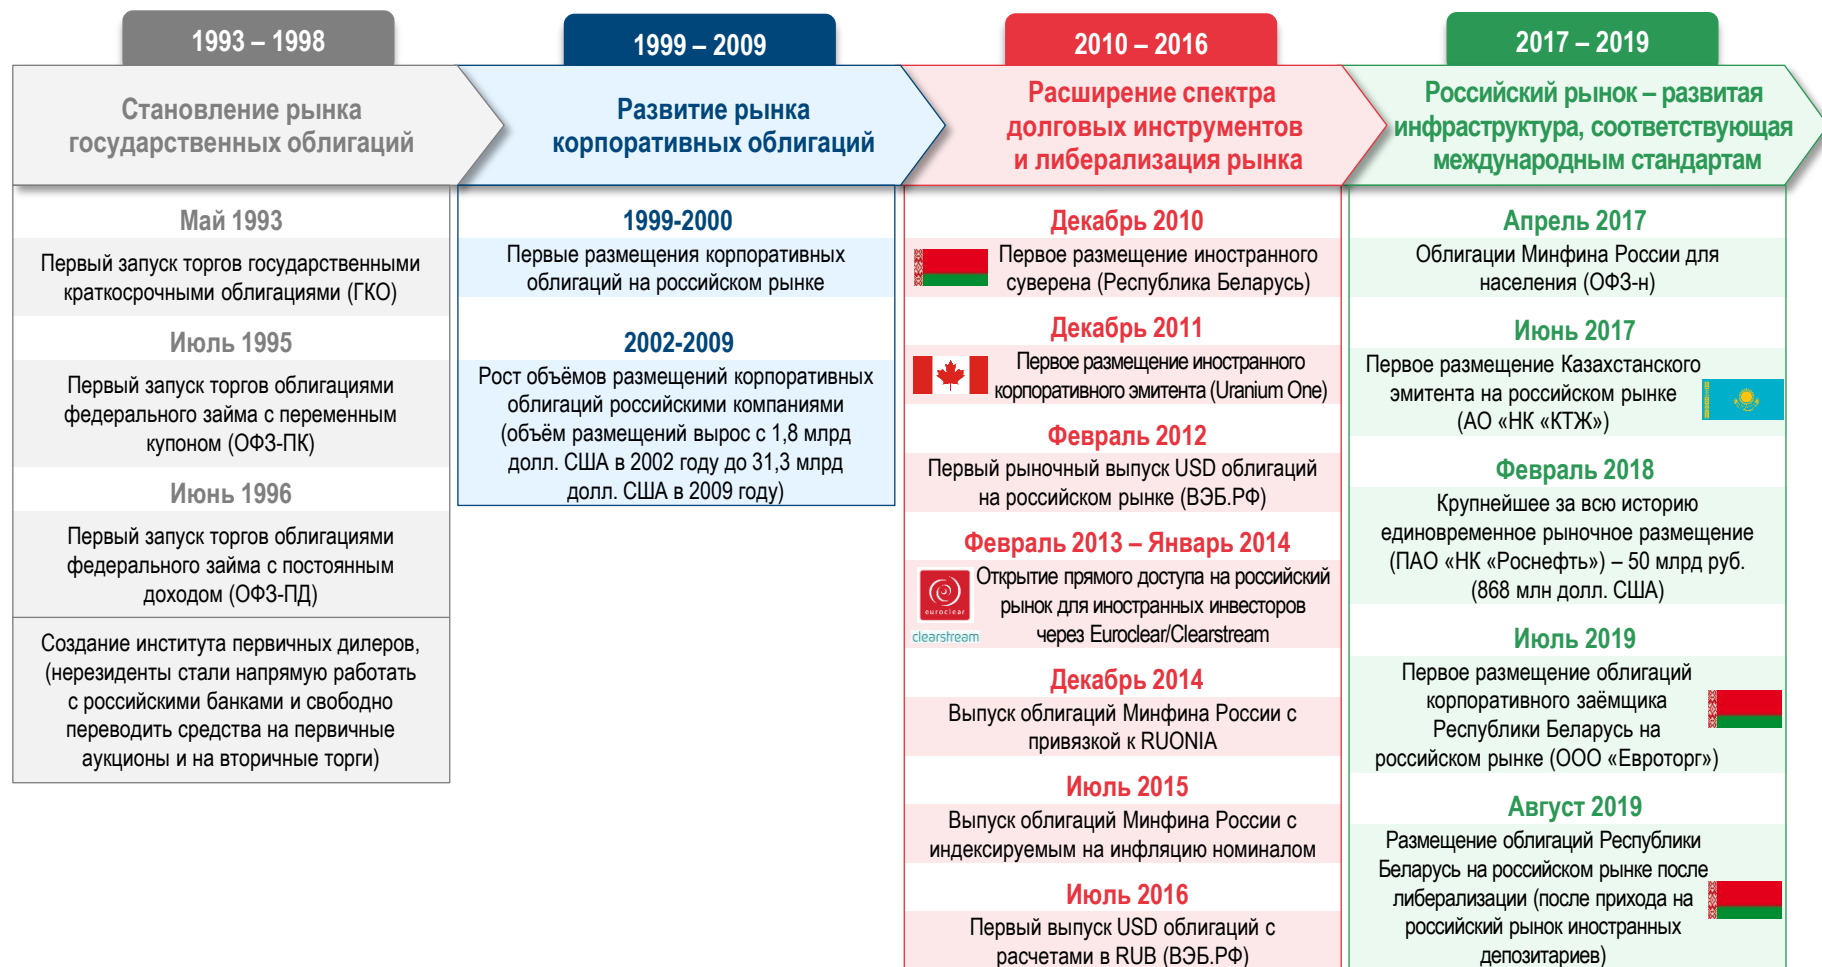 1993 – 1998
Становление рынка
государственных облигаций
Май 1993
Первый запуск торгов государственными
краткосрочными облигациями (ГКО)
Июль 1995
Первый запуск торгов облигациями
федерального займа с переменным
купоном (ОФЗ-ПК)
Июнь 1996
Первый запуск торгов облигациями
федерального займа с постоянным
доходом (ОФЗ-ПД)
Создание института первичных дилеров,
(нерезиденты стали напрямую работать
с российскими банками и свободно
переводить средства на первичные
аукционы и на вторичные торги)
1999 – 2009
Развитие рынка
корпоративных облигаций
1999-2000
Первые размещения корпоративных
облигаций на российском рынке
2002-2009
Рост объёмов размещений корпоративных
облигаций российскими компаниями
(объём размещений вырос с 1,8 млрд
долл. США в 2002 году до 31,3 млрд
долл. США в 2009 году)
2010 – 2016
Расширение спектра
долговых инструментов
и либерализация рынка
Декабрь 2010
Первое размещение иностранного
суверена (Республика Беларусь)
Декабрь 2011
Первое размещение иностранного
корпоративного эмитента (Uranium One)
Февраль 2012
Первый рыночный выпуск USD облигаций
на российском рынке (ВЭБ.РФ)
Февраль 2013 – Январь 2014
euroclear
clearstream
Открытие прямого доступа на российский
рынок для иностранных инвесторов
через Euroclear/Clearstream
Декабрь 2014
Выпуск облигаций Минфина России с
привязкой к RUONIA
Июль 2015
Выпуск облигаций Минфина России с
индексируемым на инфляцию номиналом
Июль 2016
Первый выпуск USD облигаций с
расчетами в RUB (ВЭБ.РФ)
2017 – 2019
Российский рынок – развитая
инфраструктура, соответствующая
международным стандартам
Апрель 2017
Облигации Минфина России для
населения (ОФЗ-н)
Июнь 2017
Первое размещение Казахстанского
эмитента на российском рынке
(АО «НК «КТЖ»)
Февраль 2018
Крупнейшее за всю историю
единовременное рыночное размещение
(ПАО «НК «Роснефть») – 50 млрд руб.
(868 млн долл. США)
Июль 2019
Первое размещение облигаций
корпоративного заёмщика
Республики Беларусь на
российском рынке (ООО «Евроторг»)
Август 2019
Размещение облигаций Республики
Беларусь на российском рынке после
либерализации (после прихода на
российский рынок иностранных
депозитариев)